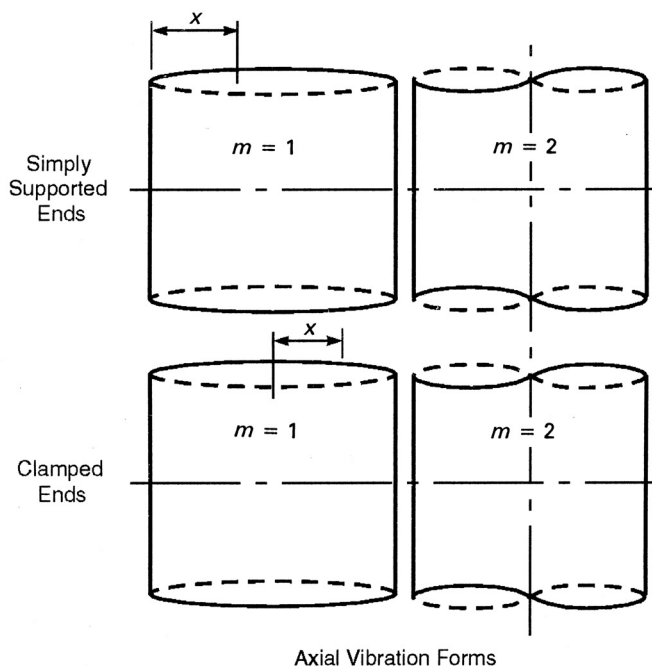 x
m = 1
m = 2
Simply
Supported
Ends
x
m = 1
m = 2
Clamped
Ends
Axial Vibration Forms